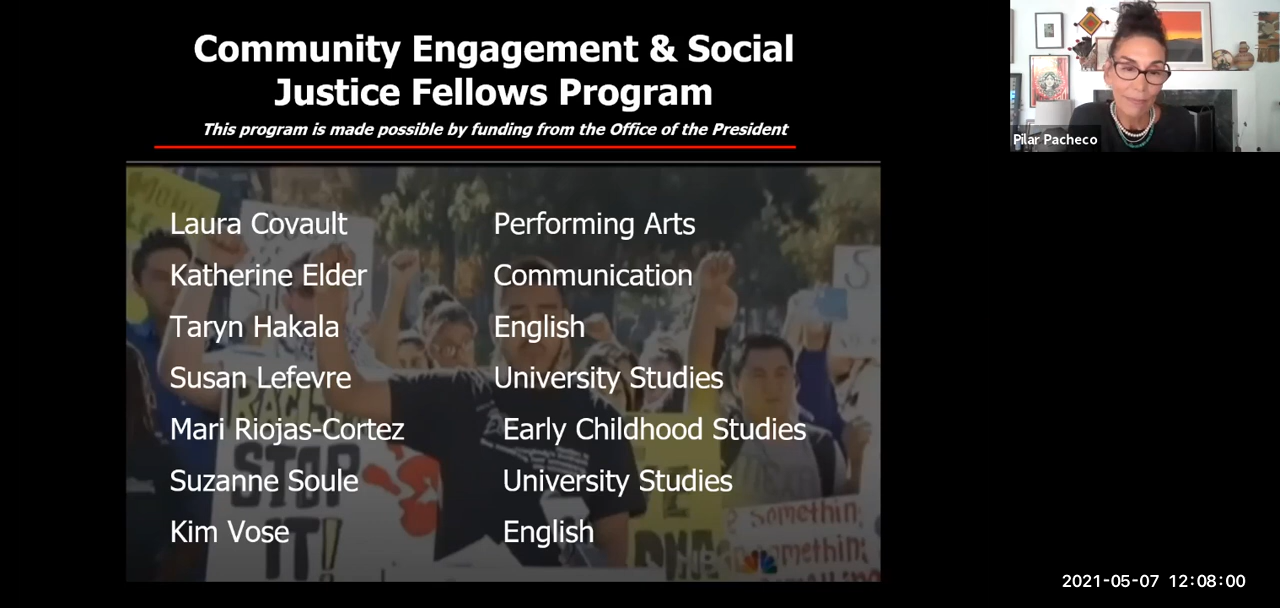 Community Engagement & Social
Justice Fellows Program
This program is made possible by funding from the Office of the President
Laura Covault Performing Arts
Katherine Elder Communication
Taryn Hakala English
Susan Lefevre University Studies
Mari Riojas-Cortez Early Childhood Studies
Suzanne Soule University Studies
Kim Vose English
STOP
IT!
Pilar Pacheco
2021-05-07 12:08:00